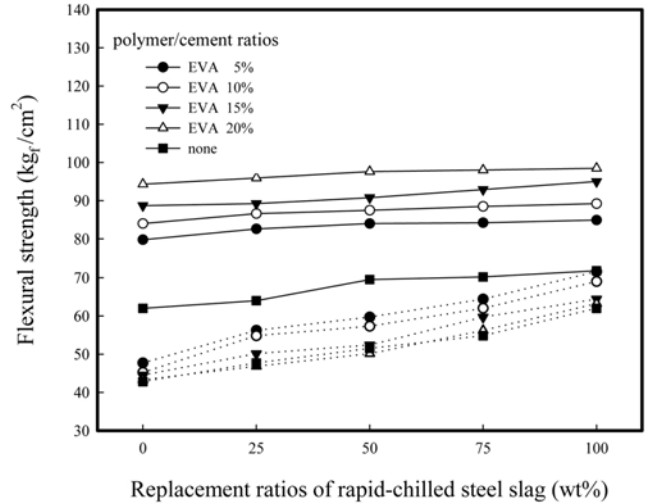 140
130
120
110
100
90
80
70
60
50
40
30
Flexural strength (kg_f/cm²)
polymer/cement ratios
EVA 5%
EVA 10%
EVA 15%
EVA 20%
none
0 25 50 75 100
Replacement ratios of rapid-chilled steel slag (wt%)